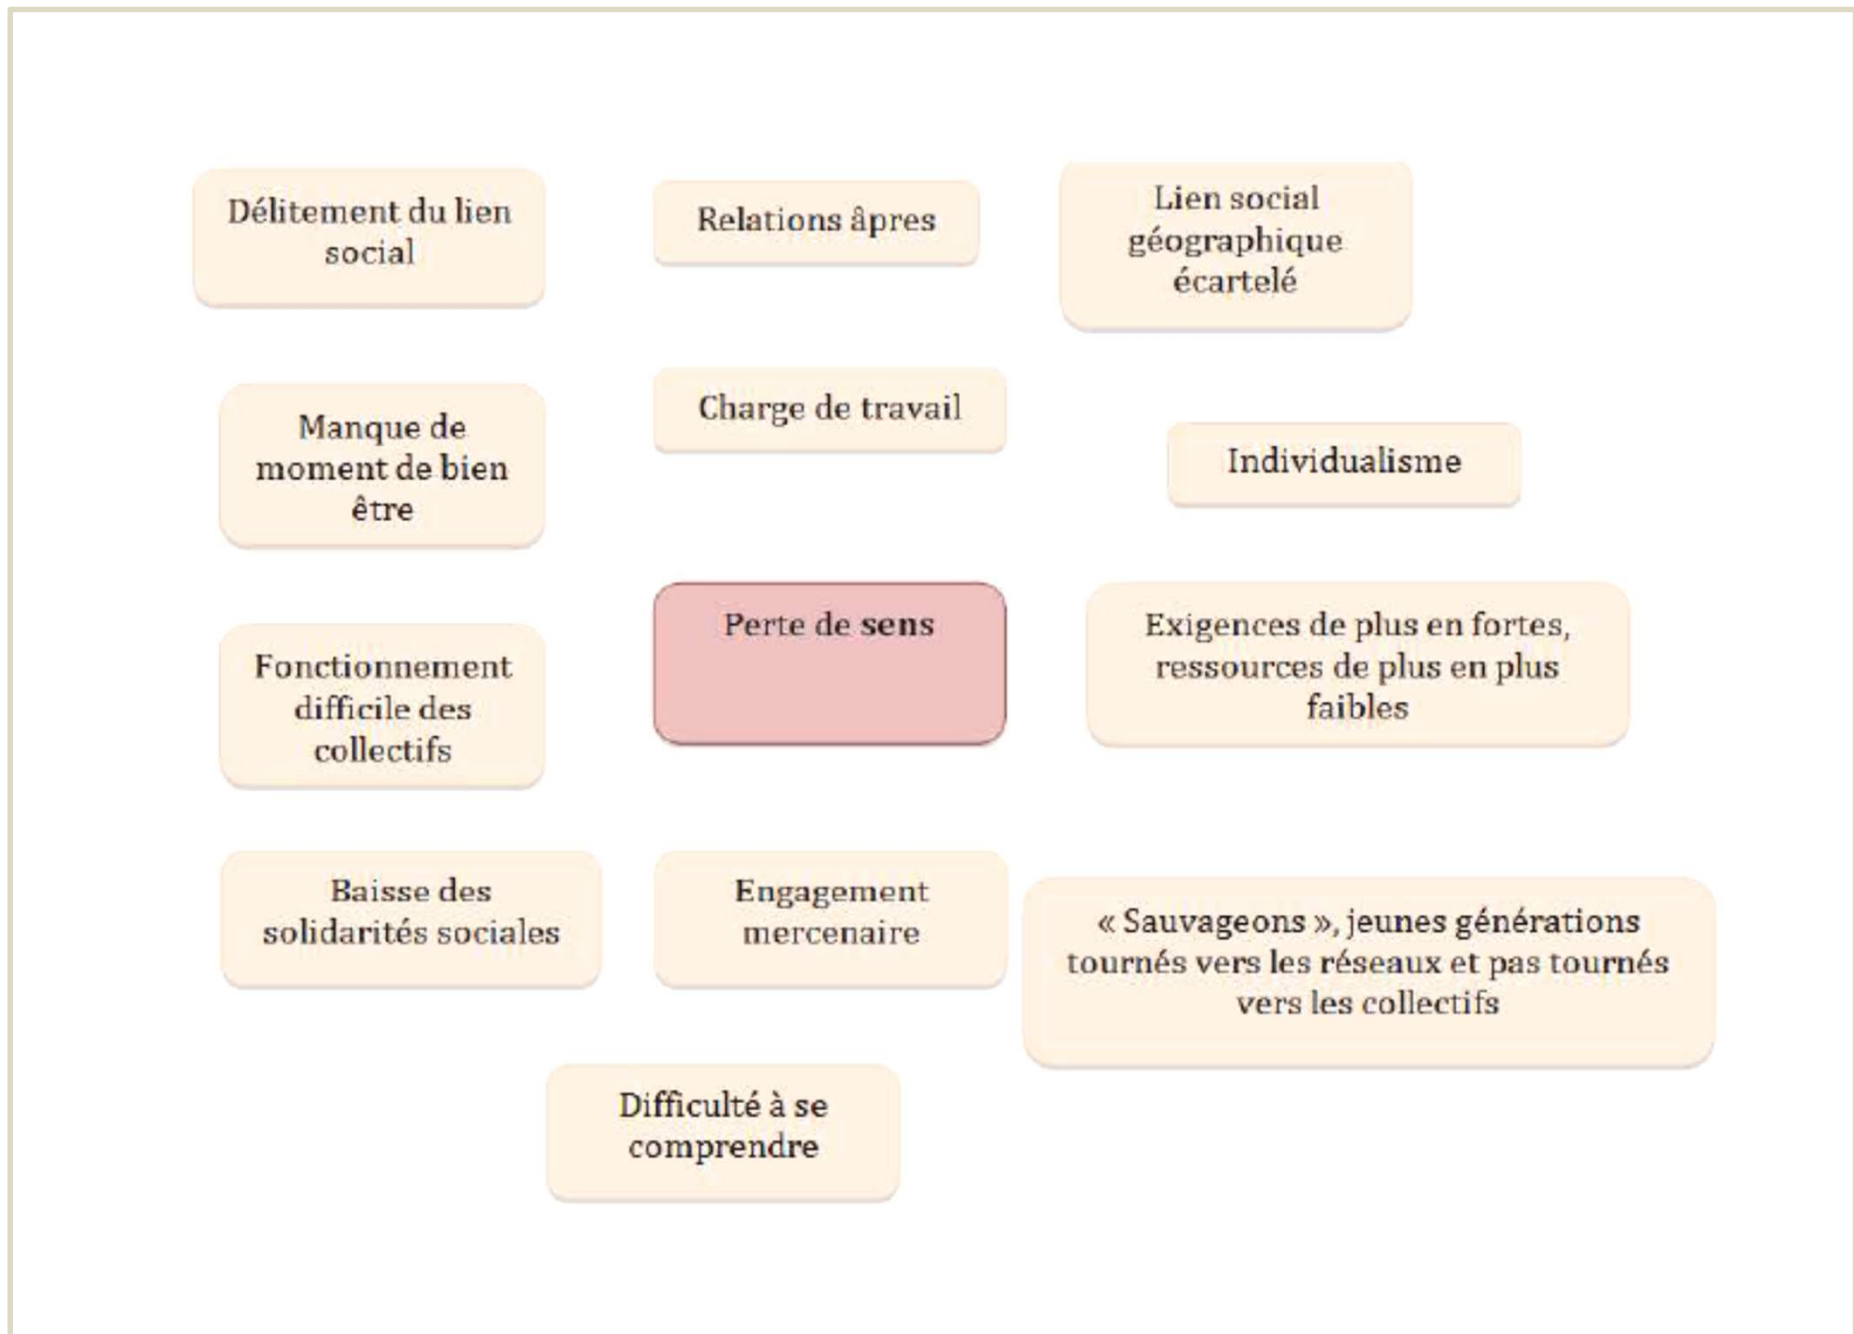 Délitement du lien
social
Relations âpres
Lien social
géographique
écartelé
Manque de
moment de bien
être
Charge de travail
Individualisme
Fonctionnement
difficile des
collectifs
Perte de sens
Exigences de plus en fortes,
ressources de plus en plus
faibles
Baisse des
solidarités sociales
Engagement
mercenaire
« Sauvageons », jeunes générations
tournés vers les réseaux et pas tournés
vers les collectifs
Difficulté à se
comprendre